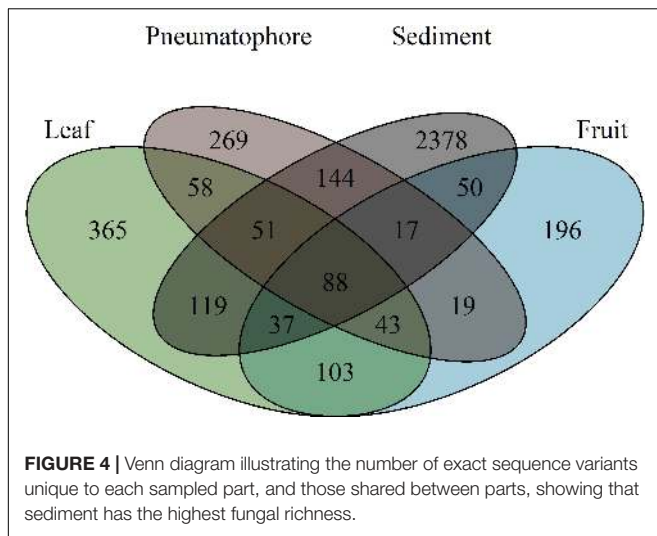 Pneumatophore Sediment
Leaf Fruit
269 2378
58 144 50
365 51 17 196
88
119 37 43 19
103
FIGURE 4 | Venn diagram illustrating the number of exact sequence variants
unique to each sampled part, and those shared between parts, showing that
sediment has the highest fungal richness.